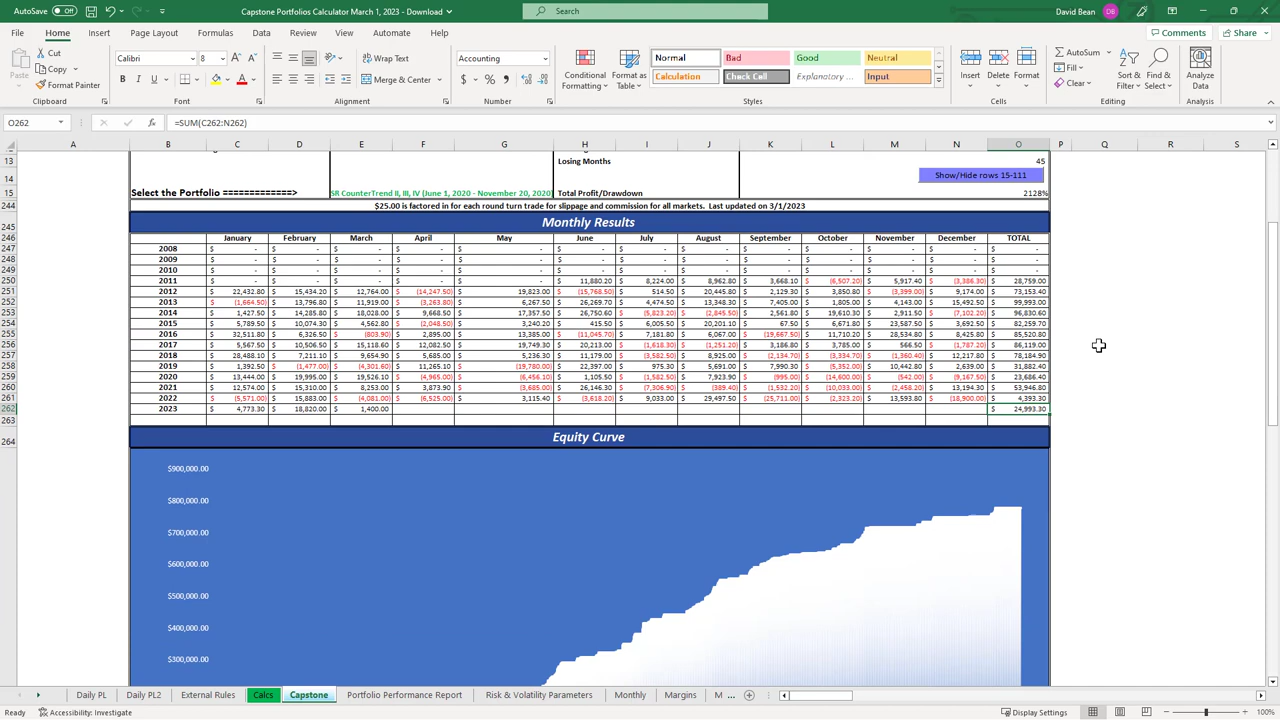 AutoSave Off Capstone Portfolios Calculator March 1, 2023 - Download Search David Bean DB
File Home Insert Page Layout Formulas Data Review View Automate Help Comments Share
Paste Cut Copy Format Painter Clipboard
Calibri 8 B I U A Font
Wrap Text Merge & Center Alignment
Accounting $ % Number
Conditional Formatting Format as Table Normal Bad Good Neutral Calculation Check Cell Explanatory ... Input Styles
Insert Delete Format Cells
AutoSum Fill Clear Sort & Filter Find & Select Editing
Analyze Data Analysis
O262 fx =SUM(C262:N262)
A B C D E F G H I J K L M N O P Q R S
13 Losing Months 45
14 Show/Hide rows 15-111
15 Select the Portfolio =============> SR CounterTrend II, III, IV (June 1, 2020 - November 20, 2020) Total Profit/Drawdown 2128%
244 $25.00 is factored in for each round turn trade for slippage and commission for all markets. Last updated on 3/1/2023
245 Monthly Results
246 January February March April May June July August September October November December TOTAL
247 2008 $ - $ - $ - $ - $ - $ - $ - $ - $ - $ - $ - $ - $ -
248 2009 $ - $ - $ - $ - $ - $ - $ - $ - $ - $ - $ - $ - $ -
249 2010 $ - $ - $ - $ - $ - $ - $ - $ - $ - $ - $ - $ - $ -
250 2011 $ - $ - $ - $ - $ - $ 11,880.20 $ 8,224.00 $ 8,962.80 $ 3,668.10 $ (6,507.20) $ 5,917.40 $ (3,386.30) $ 28,759.00
251 2012 $ 22,432.80 $ 15,434.20 $ 12,764.00 $ (14,247.50) $ 19,823.00 $ (15,768.50) $ 514.50 $ 20,445.80 $ 2,129.30 $ 3,850.80 $ (3,399.00) $ 9,174.00 $ 73,153.40
252 2013 $ (1,664.50) $ 13,796.80 $ 11,919.00 $ (3,263.80) $ 6,267.50 $ 26,269.70 $ 4,474.50 $ 13,348.30 $ 7,405.00 $ 1,805.00 $ 4,143.00 $ 15,492.50 $ 99,993.00
253 2014 $ 1,427.50 $ 14,285.80 $ 18,028.00 $ 9,668.50 $ 17,357.50 $ 26,750.60 $ (5,823.20) $ (2,845.50) $ 2,561.80 $ 19,610.30 $ 2,911.50 $ (7,102.20) $ 96,830.60
254 2015 $ 5,789.50 $ 10,074.30 $ 4,562.80 $ (2,048.50) $ 3,240.20 $ 415.50 $ 6,005.50 $ 20,201.10 $ 67.50 $ 6,671.80 $ 23,587.50 $ 3,692.50 $ 82,259.70
255 2016 $ 32,511.80 $ 6,326.50 $ (803.90) $ 2,895.00 $ 13,385.00 $ (11,045.70) $ 7,181.80 $ 6,067.50 $ (19,667.50) $ 11,710.20 $ 28,534.80 $ 8,425.80 $ 85,520.80
256 2017 $ 5,567.50 $ 10,506.50 $ 15,118.60 $ 12,082.50 $ 19,749.30 $ 20,213.00 $ (1,618.30) $ (1,251.20) $ 3,186.80 $ 3,785.00 $ 566.50 $ (1,787.20) $ 86,119.00
257 2018 $ 28,488.10 $ 7,211.10 $ 9,654.90 $ 5,685.00 $ 5,236.30 $ 11,179.00 $ (3,582.50) $ 8,925.00 $ (2,134.70) $ (3,334.70) $ (1,360.40) $ 12,217.80 $ 78,184.90
258 2019 $ 1,392.50 $ (1,477.00) $ (4,301.60) $ 11,265.10 $ (19,780.00) $ 22,397.00 $ 975.30 $ 5,691.00 $ 7,990.30 $ (5,352.00) $ 10,442.80 $ 2,639.00 $ 31,882.40
259 2020 $ 13,444.00 $ 19,995.00 $ 19,526.10 $ (4,965.00) $ (6,456.10) $ 1,105.50 $ (1,582.50) $ 7,923.90 $ (995.00) $ (14,600.00) $ (542.00) $ (9,167.50) $ 23,686.40
260 2021 $ 12,574.00 $ 15,310.00 $ 8,253.00 $ 3,873.90 $ (3,685.00) $ 26,146.30 $ (7,306.90) $ (389.40) $ (1,532.20) $ (10,033.00) $ (2,458.20) $ 13,194.30 $ 53,946.80
261 2022 $ (5,571.00) $ 15,883.00 $ (4,081.00) $ (6,525.00) $ 3,115.40 $ (3,618.20) $ 9,033.00 $ 29,497.50 $ (25,711.00) $ (2,323.20) $ 13,593.80 $ (18,900.00) $ 4,393.30
262 2023 $ 4,773.30 $ 18,820.00 $ 1,400.00 $ 24,993.30
263
264 Equity Curve
$900,000.00
$800,000.00
$700,000.00
$600,000.00
$500,000.00
$400,000.00
$300,000.00
Daily PL Daily PL2 External Rules Calcs Capstone Portfolio Performance Report Risk & Volatility Parameters Monthly Margins M ...
Ready Accessibility: Investigate Display Settings 100%